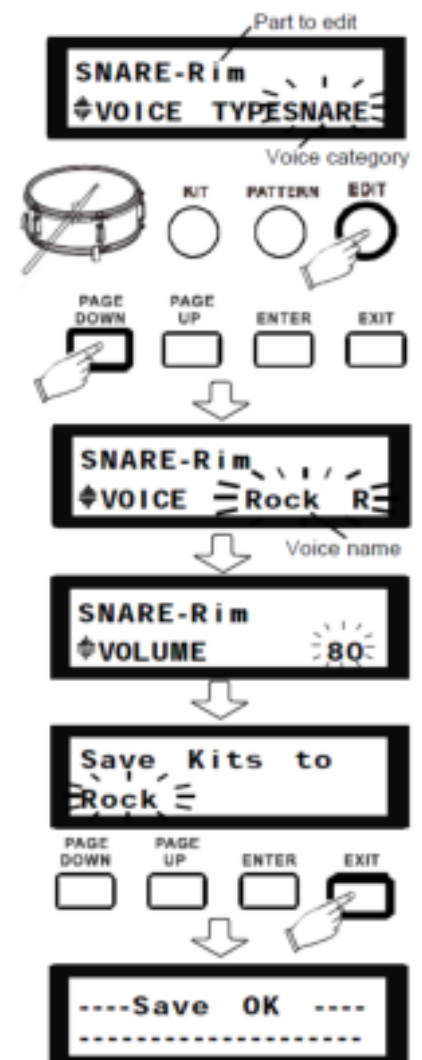 Part to edit
SNARE-Rim
VOICE TYPESNARE
Voice category
KIT PATTERN EDIT
PAGE DOWN PAGE UP ENTER EXIT
SNARE-Rim
VOICE Rock R
Voice name
SNARE-Rim
VOLUME 80
Save Kits to
Rock
PAGE DOWN PAGE UP ENTER EXIT
----Save OK ----
--------------------